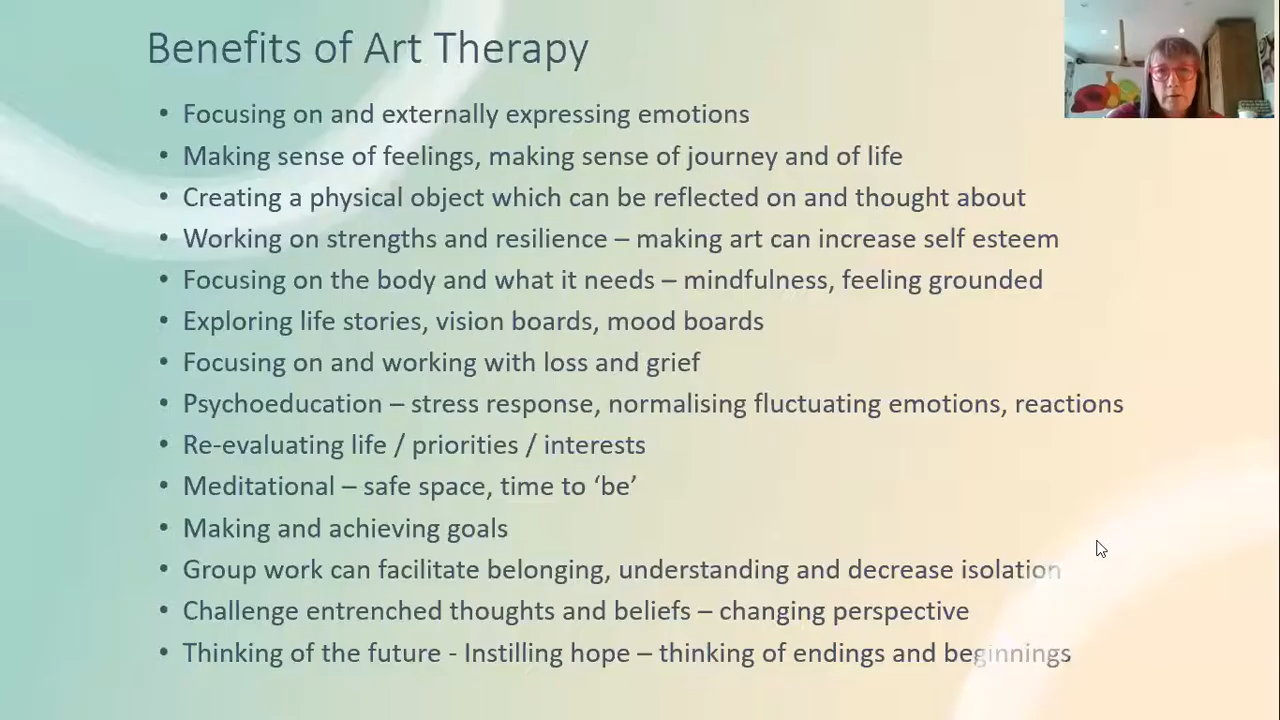 Benefits of Art Therapy
• Focusing on and externally expressing emotions
• Making sense of feelings, making sense of journey and of life
• Creating a physical object which can be reflected on and thought about
• Working on strengths and resilience – making art can increase self esteem
• Focusing on the body and what it needs – mindfulness, feeling grounded
• Exploring life stories, vision boards, mood boards
• Focusing on and working with loss and grief
• Psychoeducation – stress response, normalising fluctuating emotions, reactions
• Re-evaluating life / priorities / interests
• Meditational – safe space, time to ‘be’
• Making and achieving goals
• Group work can facilitate belonging, understanding and decrease isolation
• Challenge entrenched thoughts and beliefs – changing perspective
• Thinking of the future - Instilling hope – thinking of endings and beginnings